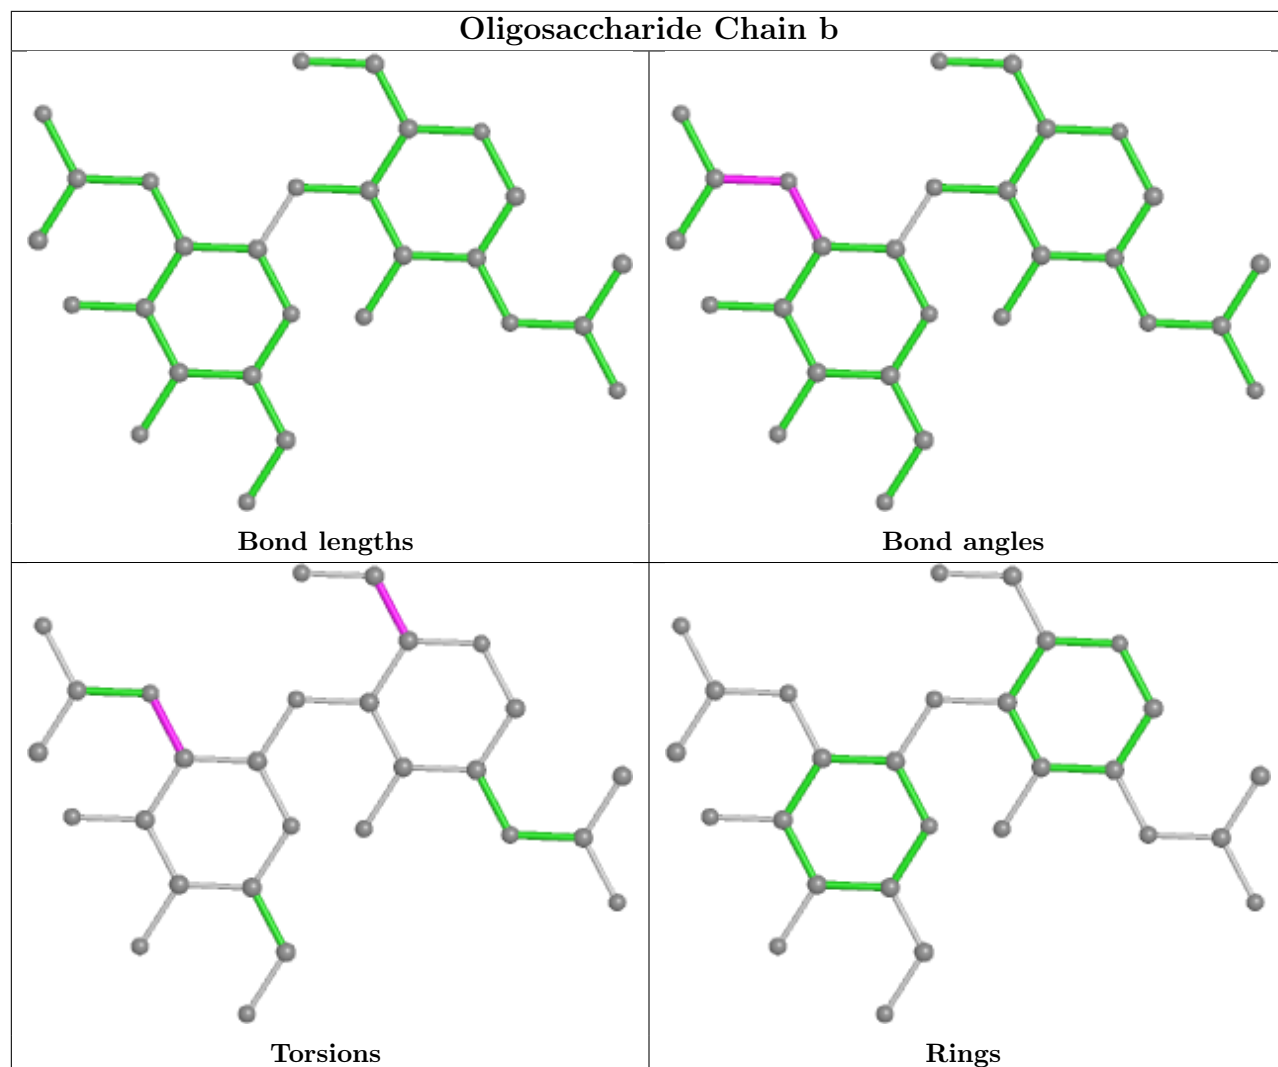 Oligosaccharide Chain b
Bond lengths
Bond angles
Torsions
Rings